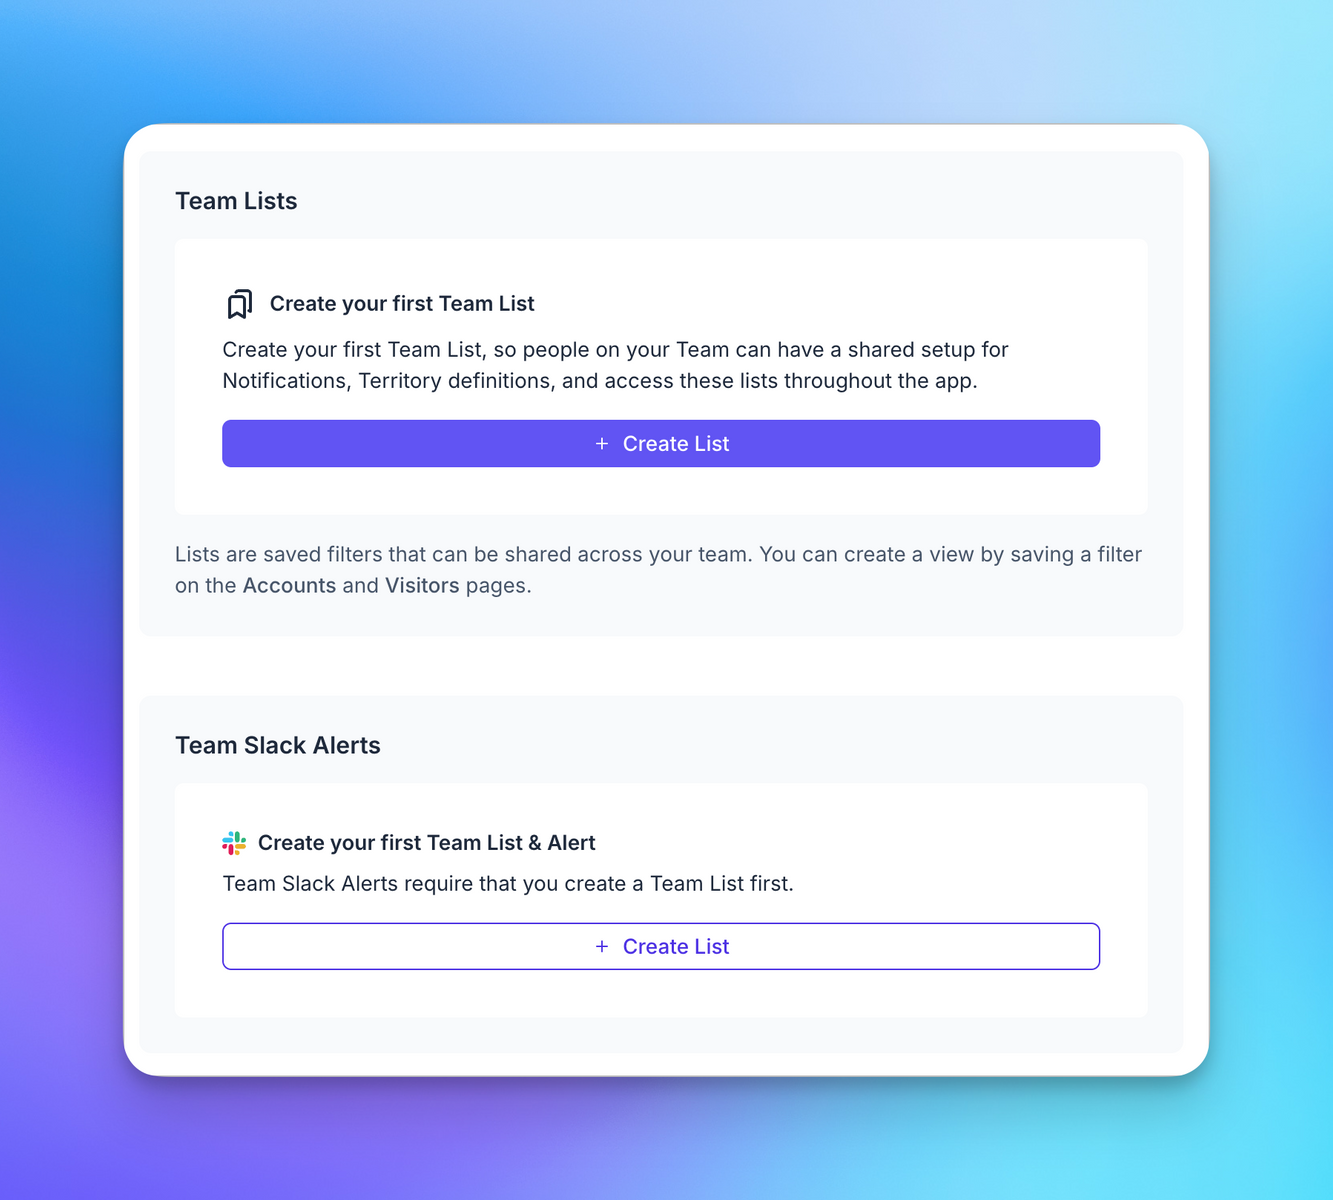 Team Lists
Create your first Team List
Create your first Team List, so people on your Team can have a shared setup for
Notifications, Territory definitions, and access these lists throughout the app.
+ Create List
Lists are saved filters that can be shared across your team. You can create a view by saving a filter
on the Accounts and Visitors pages.
Team Slack Alerts
Create your first Team List & Alert
Team Slack Alerts require that you create a Team List first.
+ Create List